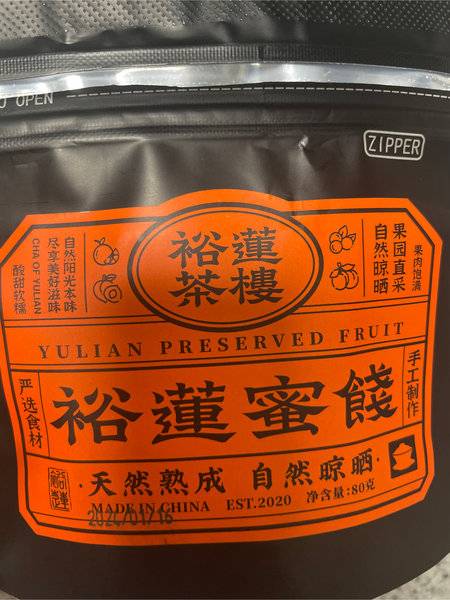 O OPEN
ZIPPER
裕蓮
茶樓
自然阳光本味
尽享美好滋味
CHA OF YULIAN
酸甜软糯
果肉饱满
果园直采
自然晾晒
YULIAN PRESERVED FRUIT
严选食材
裕蓮蜜餞
手工制作
裕蓮
天然熟成 自然晾晒
MADE IN CHINA EST.2020 净含量:80克